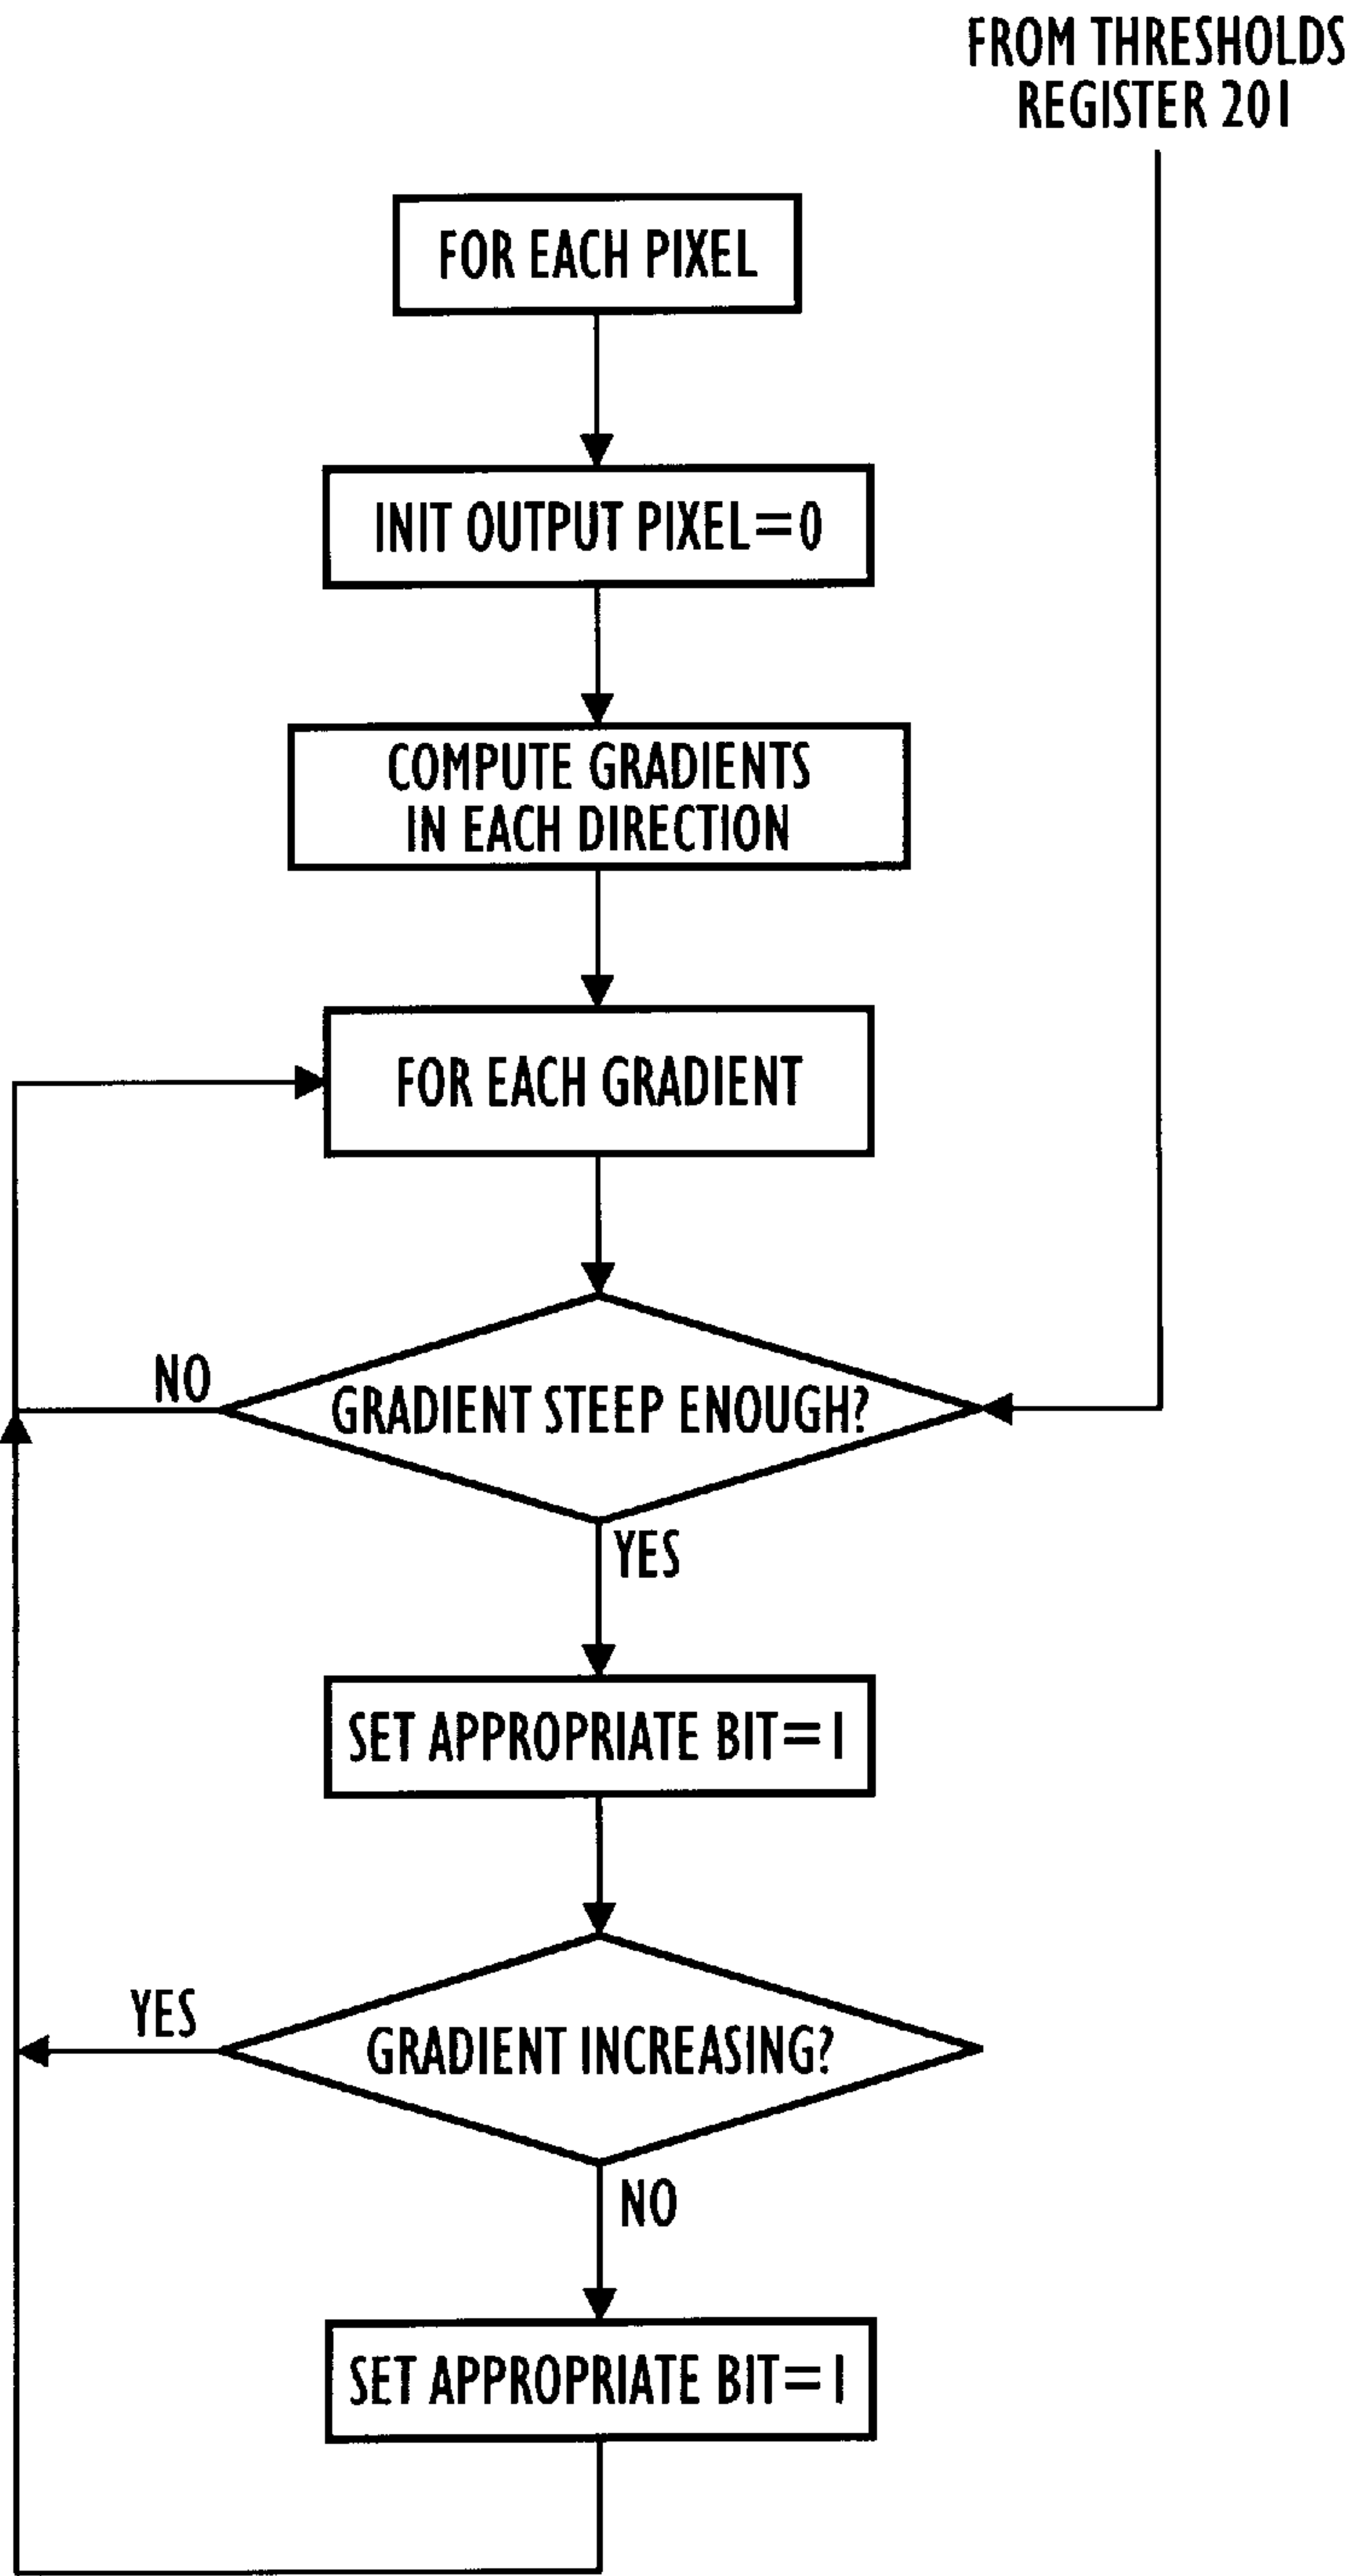 FROM THRESHOLDS
REGISTER 201
FOR EACH PIXEL
INIT OUTPUT PIXEL=0
COMPUTE GRADIENTS
IN EACH DIRECTION
FOR EACH GRADIENT
NO
GRADIENT STEEP ENOUGH?
YES
SET APPROPRIATE BIT=1
YES
GRADIENT INCREASING?
NO
SET APPROPRIATE BIT=1